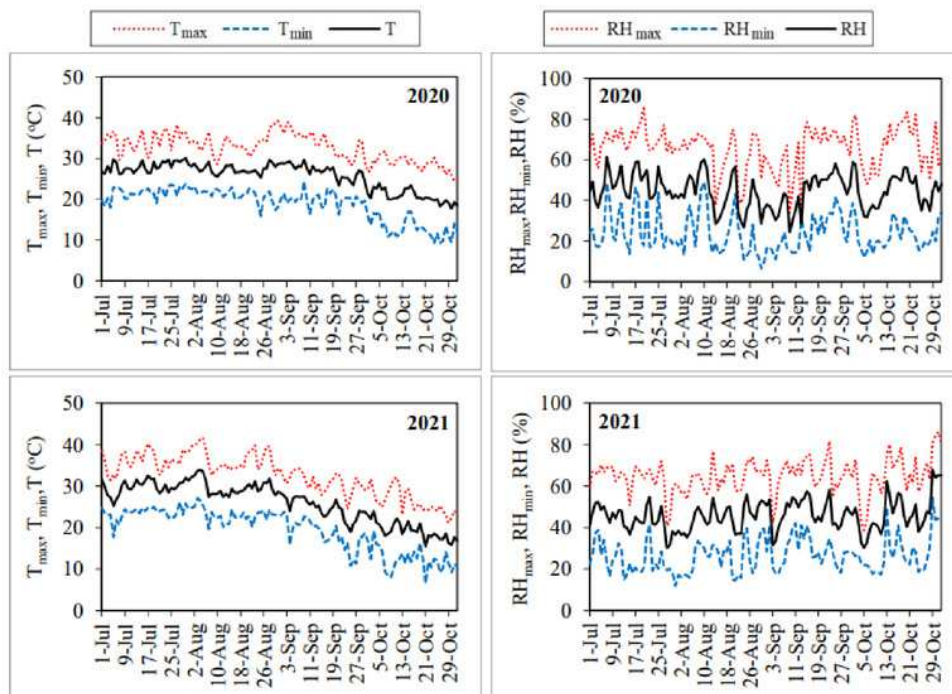 Tmax Tmin T
RHmax RHmin RH
2020
Tmax, Tmin, T (°C)
50
40
30
20
10
0
1-Jul
9-Jul
17-Jul
25-Jul
2-Aug
10-Aug
18-Aug
26-Aug
3-Sep
11-Sep
19-Sep
27-Sep
5-Oct
13-Oct
21-Oct
29-Oct
2020
RHmax,RHmin,RH (%)
100
80
60
40
20
0
1-Jul
9-Jul
17-Jul
25-Jul
2-Aug
10-Aug
18-Aug
26-Aug
3-Sep
11-Sep
19-Sep
27-Sep
5-Oct
13-Oct
21-Oct
29-Oct
2021
Tmax, Tmin,T (°C)
50
40
30
20
10
0
1-Jul
9-Jul
17-Jul
25-Jul
2-Aug
10-Aug
18-Aug
26-Aug
3-Sep
11-Sep
19-Sep
27-Sep
5-Oct
13-Oct
21-Oct
29-Oct
2021
RHmax, RHmin, RH (%)
100
80
60
40
20
0
1-Jul
9-Jul
17-Jul
25-Jul
2-Aug
10-Aug
18-Aug
26-Aug
3-Sep
11-Sep
19-Sep
27-Sep
5-Oct
13-Oct
21-Oct
29-Oct